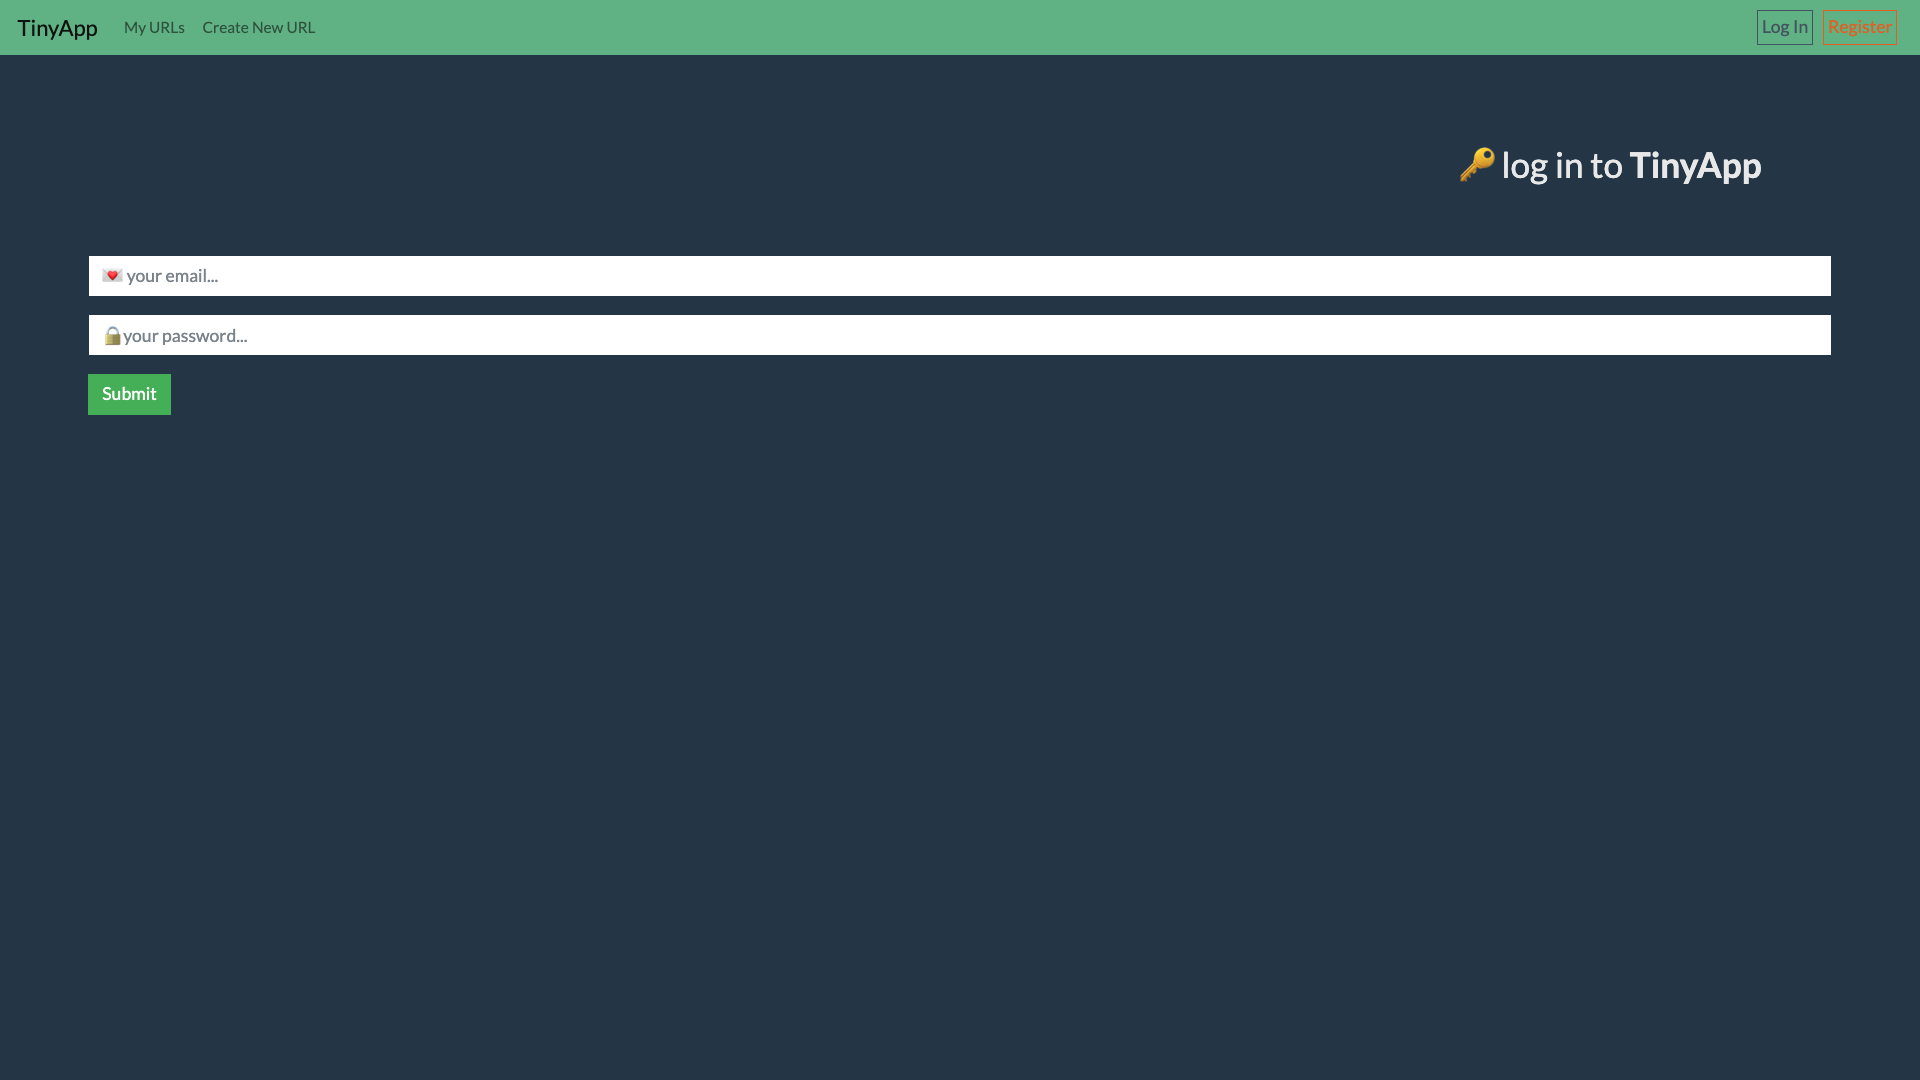 TinyApp My URLs Create New URL Log In Register
🔑 log in to TinyApp
💌 your email...
🔒your password...
Submit